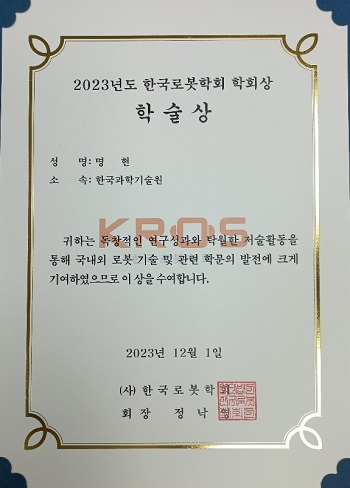 2023년도 한국로봇학회 학회상
학 술 상
성 명: 명 현
소 속: 한국과학기술원
KROS
귀하는 독창적인 연구성과와 탁월한 저술활동을
통해 국내외 로봇 기술 및 관련 학문의 발전에 크게
기여하였으므로 이 상을 수여합니다.
2023년 12월 1일
(사) 한 국 로 봇 학
회 장 정 낙